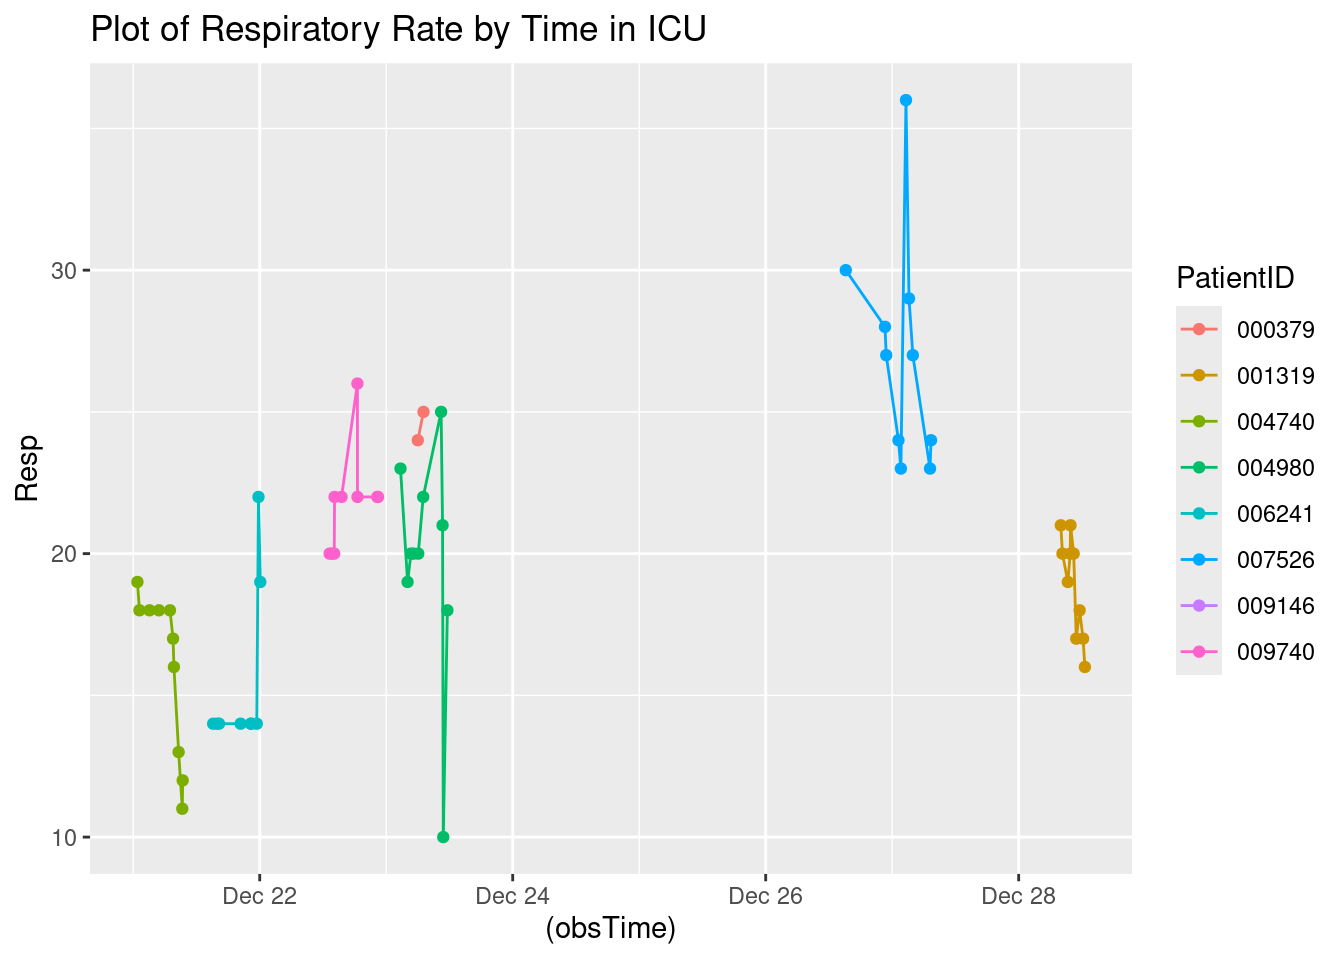 Plot of Respiratory Rate by Time in ICU
Resp
30
20
10
Dec 22
Dec 24
Dec 26
Dec 28
(obsTime)
PatientID
000379
001319
004740
004980
006241
007526
009146
009740